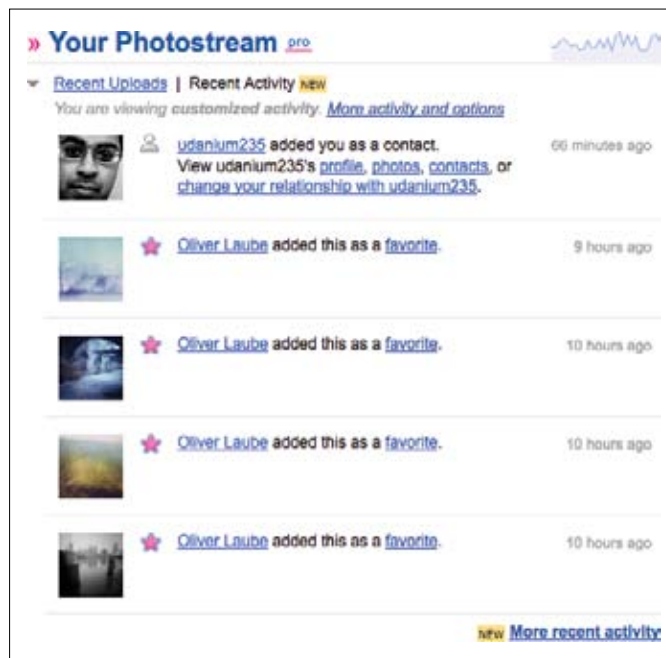 » Your Photostream pro
Recent Uploads | Recent Activity NEW
You are viewing customized activity. More activity and options
udanium235 added you as a contact. 66 minutes ago
View udanium235's profile, photos, contacts, or
change your relationship with udanium235.
Oliver Laube added this as a favorite. 9 hours ago
Oliver Laube added this as a favorite. 10 hours ago
Oliver Laube added this as a favorite. 10 hours ago
Oliver Laube added this as a favorite. 10 hours ago
NEW More recent activity